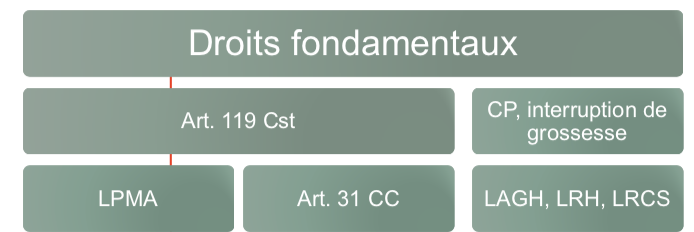 Droits fondamentaux
Art. 119 Cst
CP, interruption de
grossesse
LPMA
Art. 31 CC
LAGH, LRH, LRCS